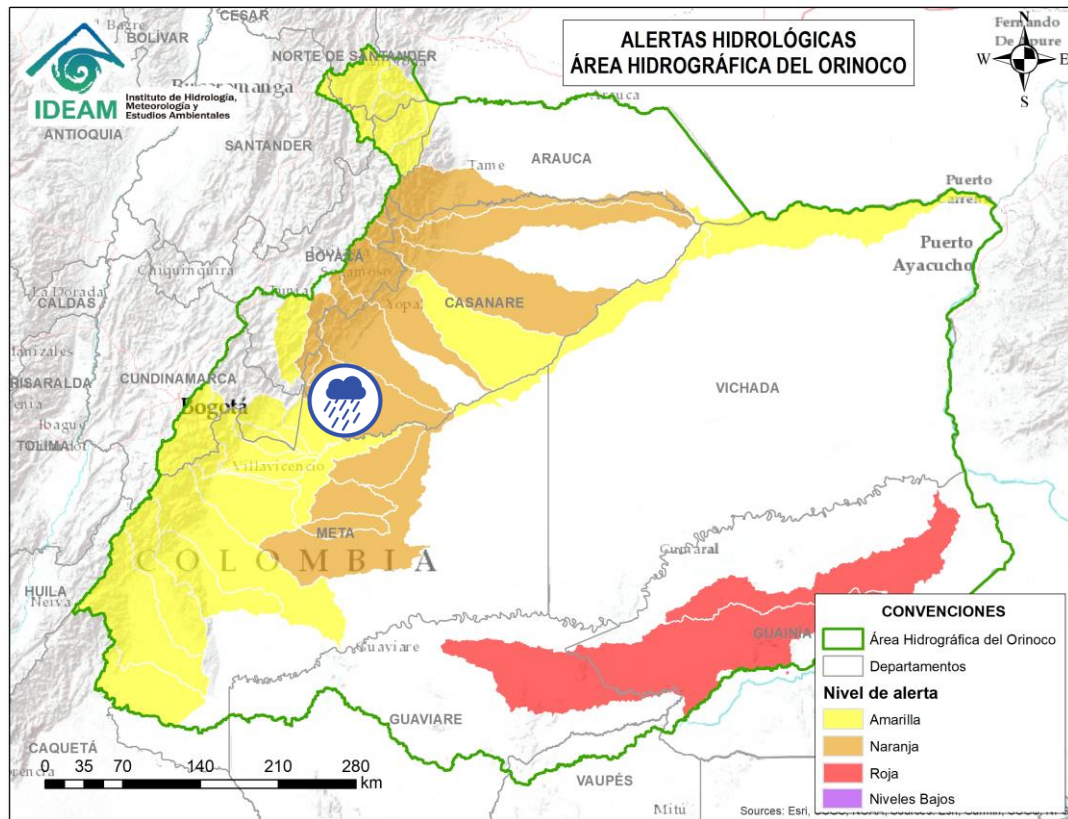 ALERTAS HIDROLÓGICAS
ÁREA HIDROGRÁFICA DEL ORINOCO
IDEAM
Instituto de Hidrología,
Meteorología y
Estudios Ambientales
CESAR
BOLÍVAR
NORTE DE SANTANDER
Fernando
De Apure
N
W
E
S
ANTIOQUIA
SANTANDER
Arauca
ARAUCA
Tame
Puerto
Puerto
Ayacucho
BOYACÁ
Sogamoso
Chiquinquira
Tunja
Yopal
CASANARE
La Dorada
CALDAS
Manizales
RISARALDA
CUNDINAMARCA
VICHADA
Bogotá
Ibague
TOLIMA
Villavicencio
META
COLOMBIA
Cumaral
HUILA
Neiva
Guaviare
GUAINÍA
GUAVIARE
CAQUETÁ
VAUPÉS
Mitú
0 35 70 140 210 280
km
CONVENCIONES
Área Hidrográfica del Orinoco
Departamentos
Nivel de alerta
Amarilla
Naranja
Roja
Niveles Bajos
Sources: Esri,